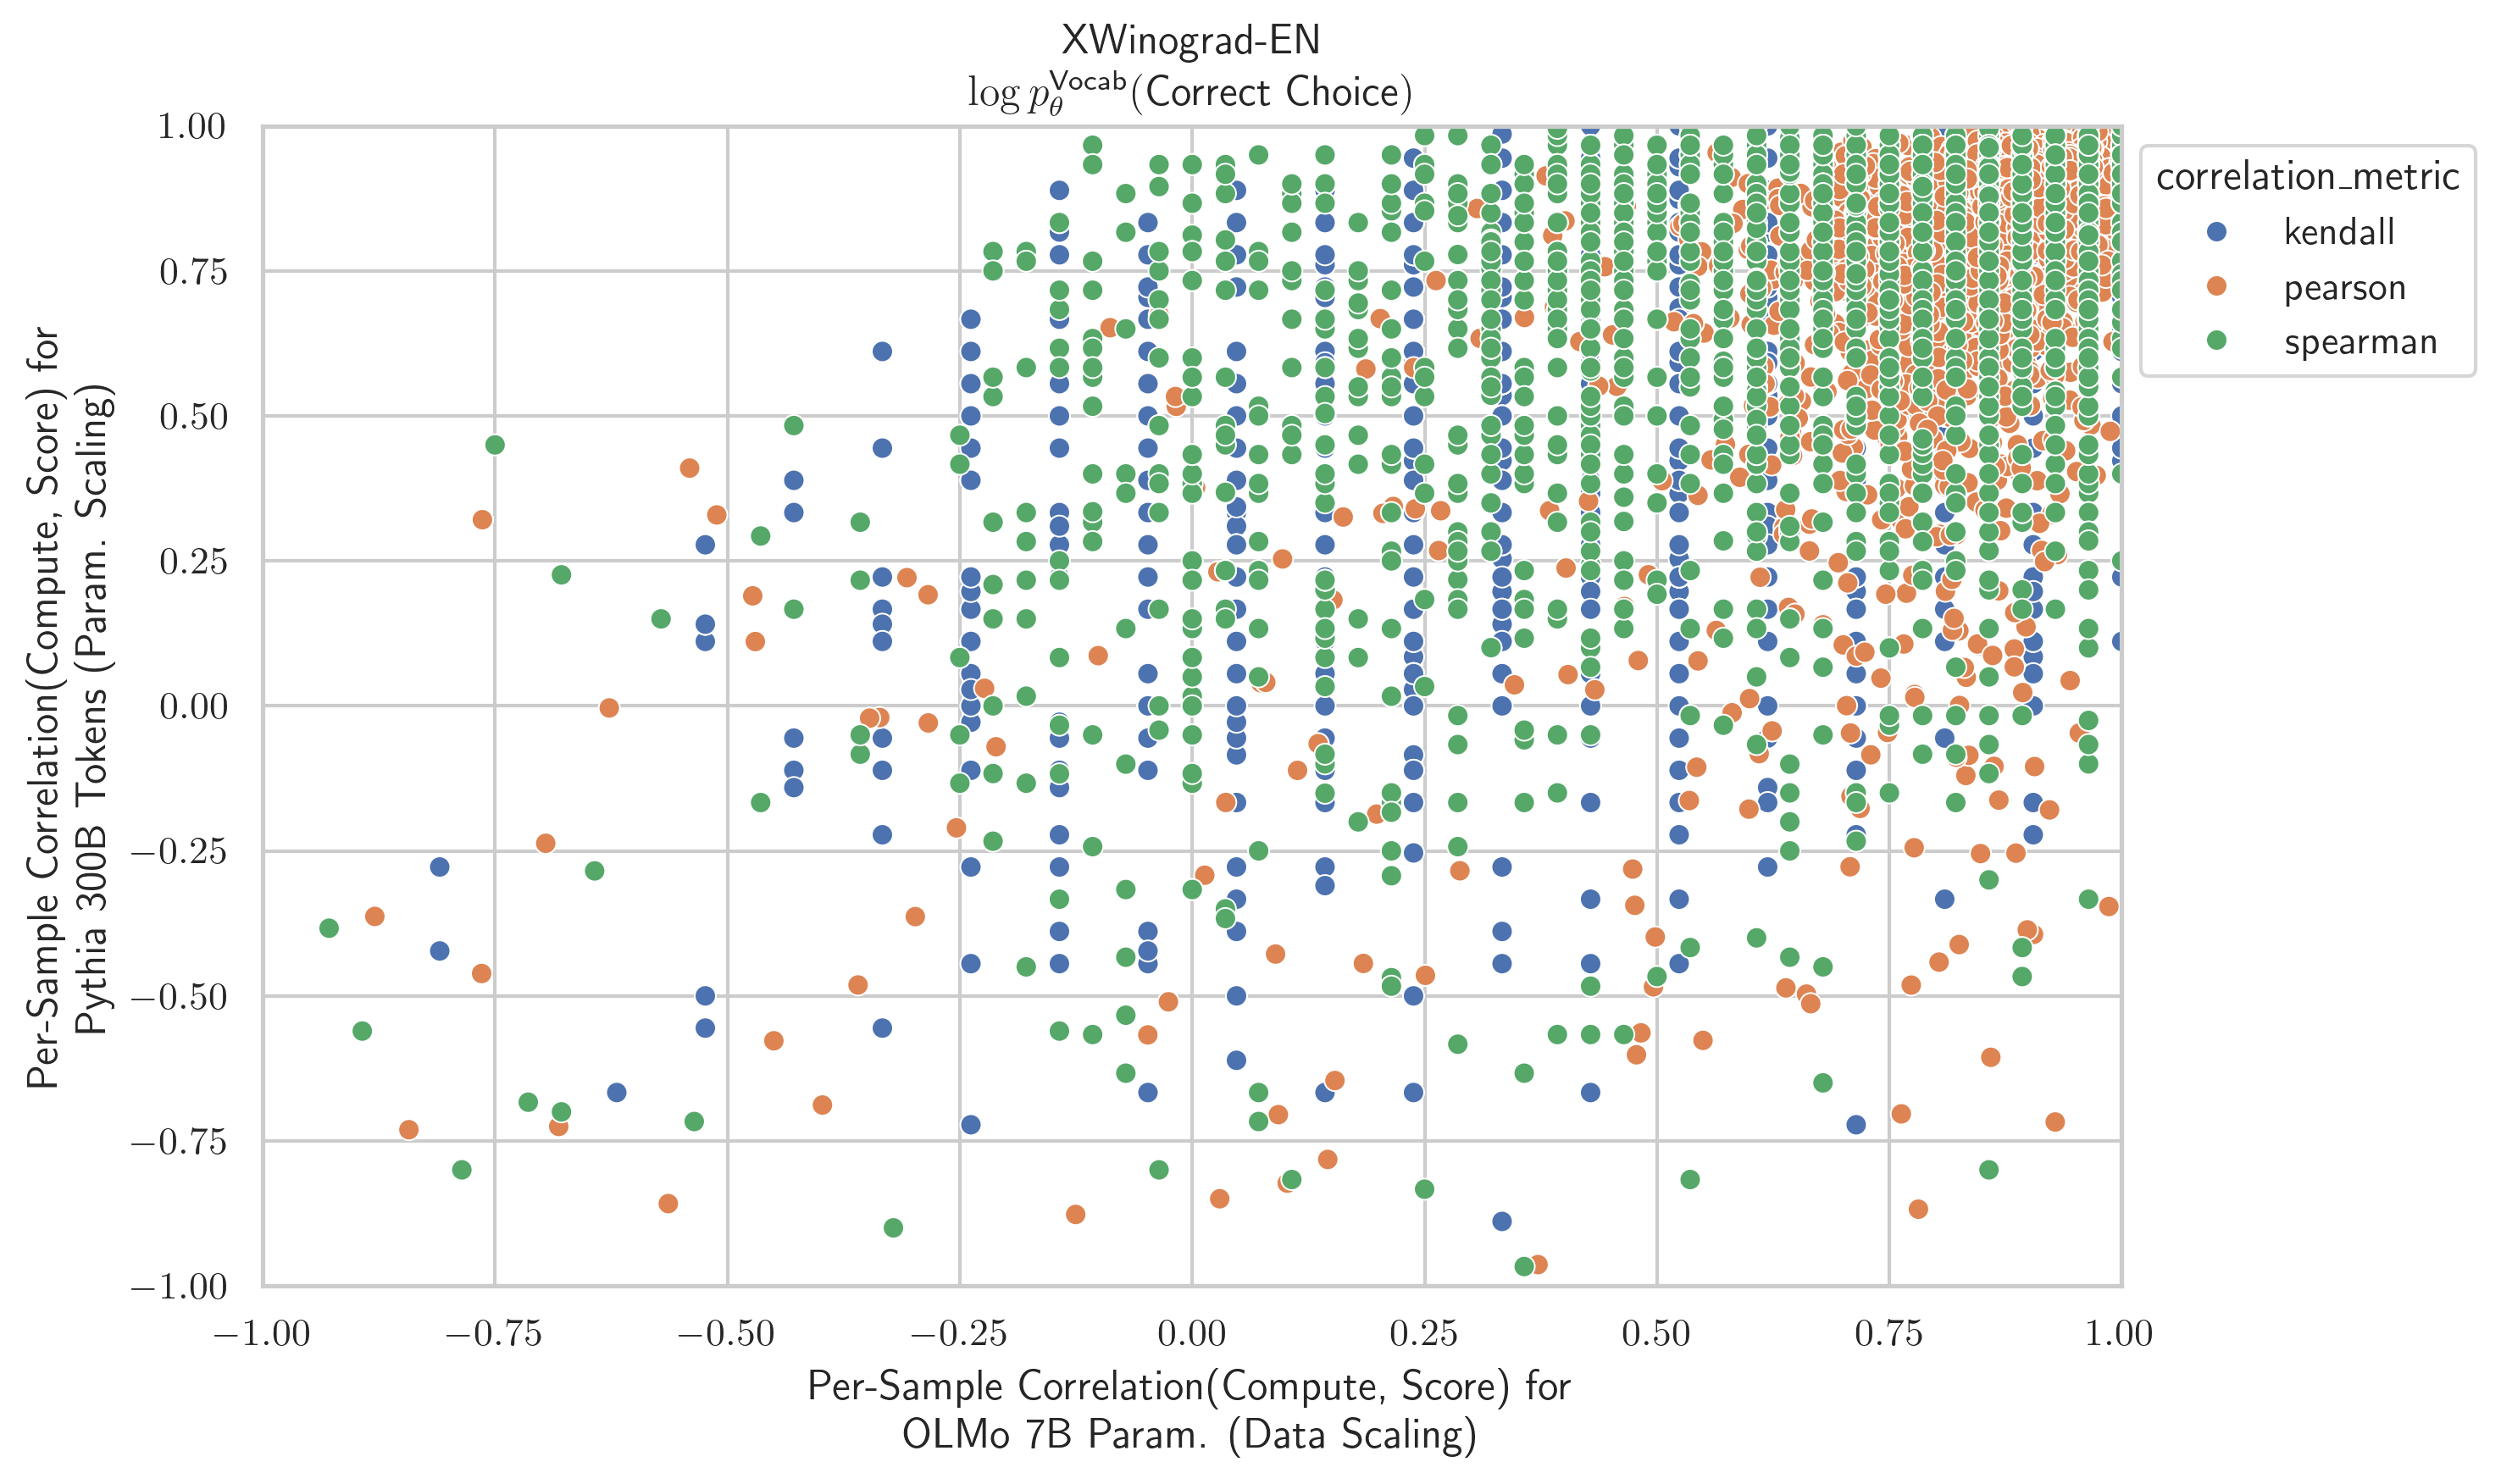 XWinograd-EN
log p_θ^Vocab(Correct Choice)
Per-Sample Correlation(Compute, Score) for
Pythia 300B Tokens (Param. Scaling)
1.00
0.75
0.50
0.25
0.00
−0.25
−0.50
−0.75
−1.00
−1.00 −0.75 −0.50 −0.25 0.00 0.25 0.50 0.75 1.00
Per-Sample Correlation(Compute, Score) for
OLMo 7B Param. (Data Scaling)
correlation_metric
kendall
pearson
spearman